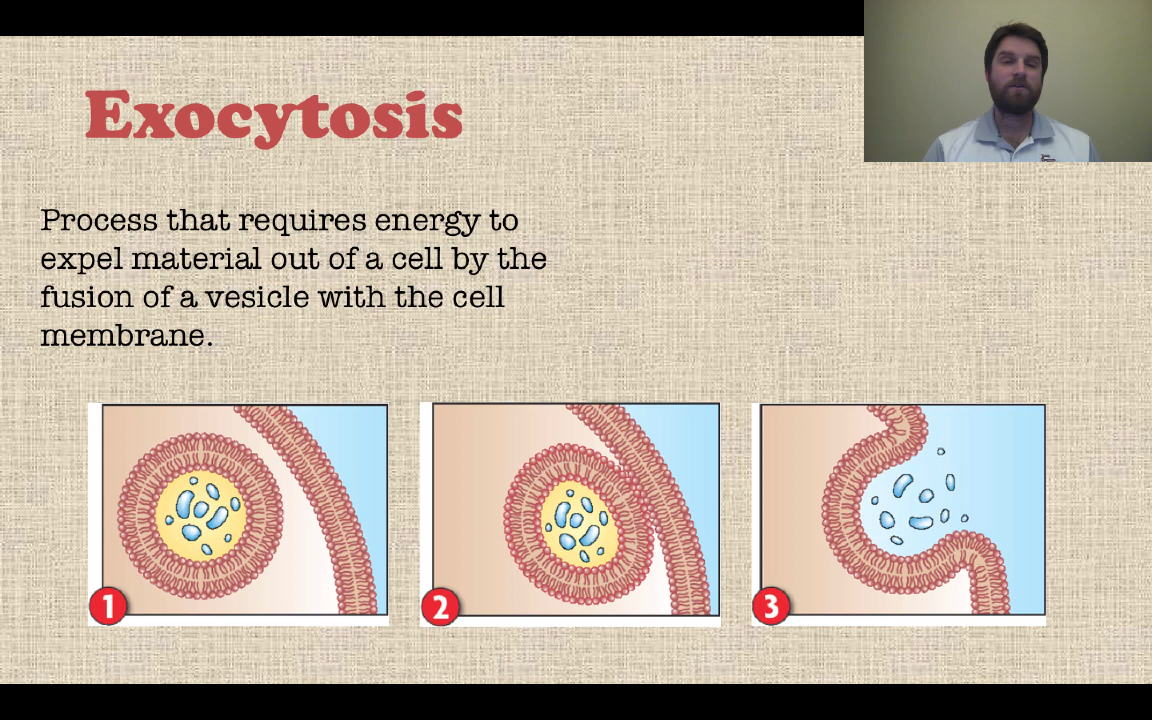 Exocytosis
Process that requires energy to
expel material out of a cell by the
fusion of a vesicle with the cell
membrane.
1
2
3